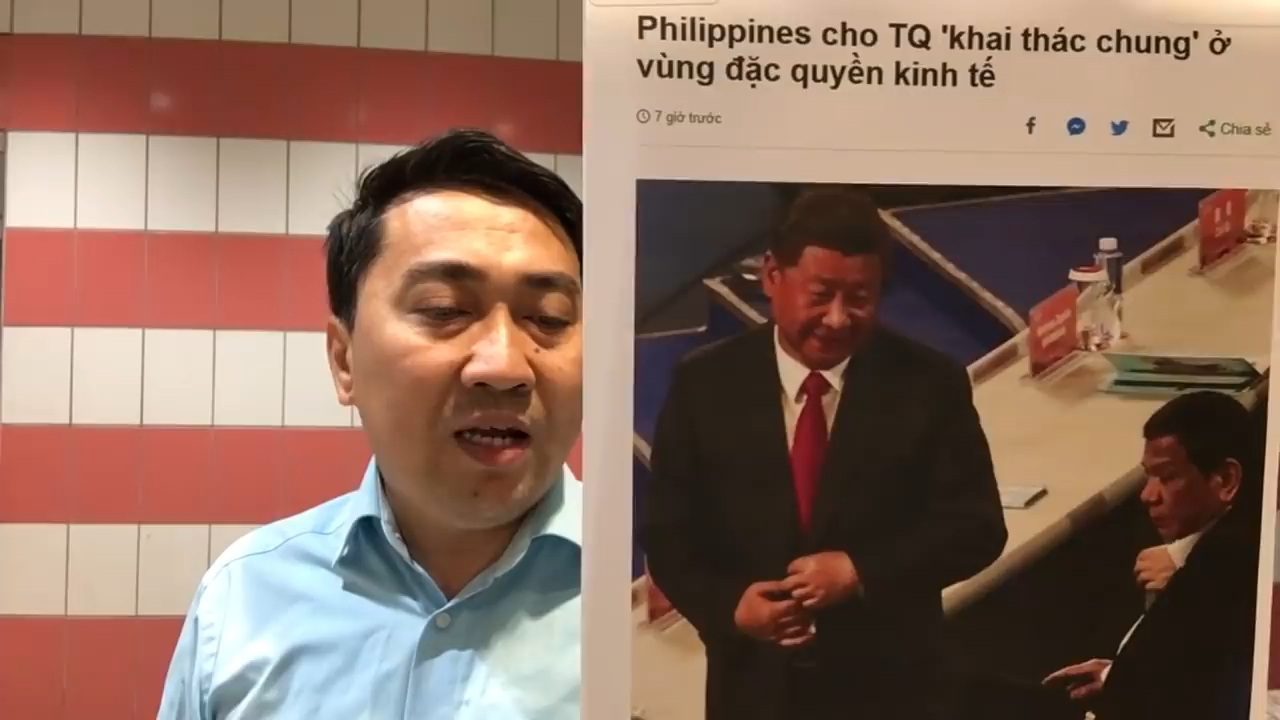 Philippines cho TQ 'khai thác chung' ở
vùng đặc quyền kinh tế
7 giờ trước
Chia sẻ